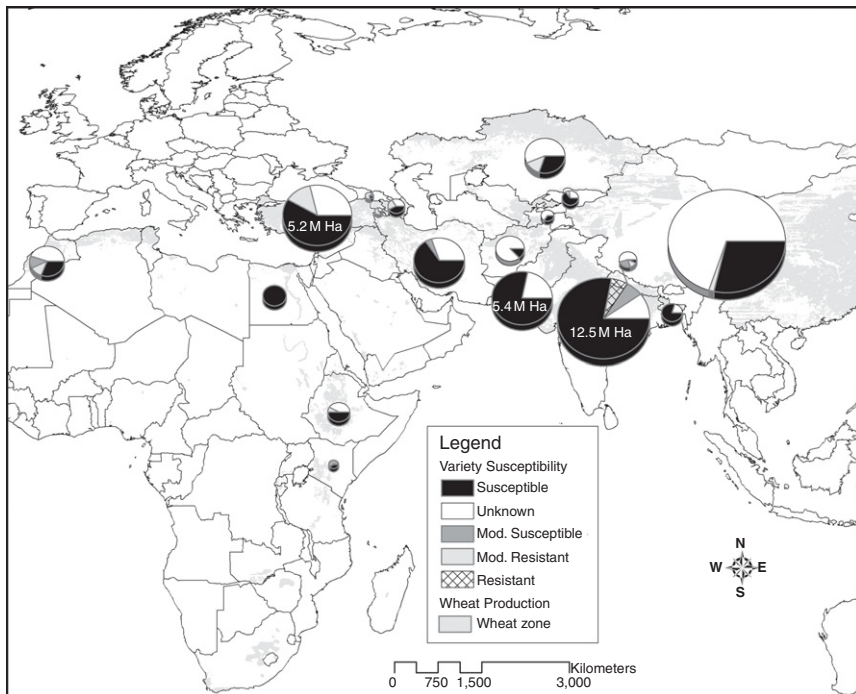 5.2 M Ha
5.4 M Ha
12.5 M Ha
Legend
Variety Susceptibility
Susceptible
Unknown
Mod. Susceptible
Mod. Resistant
Resistant
Wheat Production
Wheat zone
N
W E
S
Kilometers
0 750 1,500 3,000